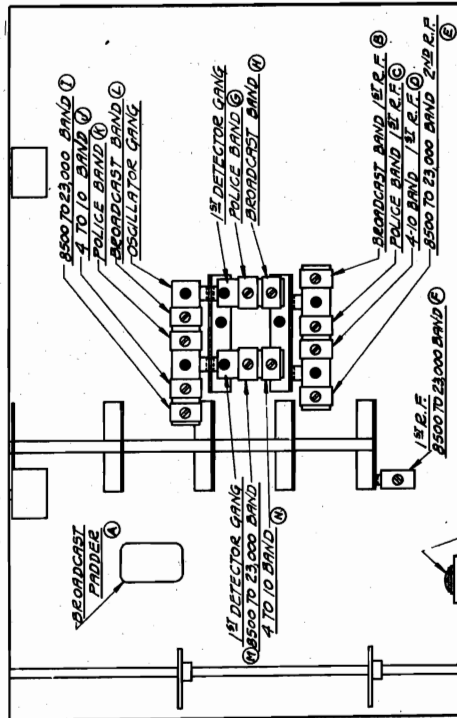 8500 TO 23,000 BAND Ⓘ
4 TO 10 BAND Ⓙ
POLICE BAND Ⓚ
BROADCAST BAND Ⓛ
OSCILLATOR GANG
1ST DETECTOR GANG
POLICE BAND Ⓖ
BROADCAST BAND Ⓗ
BROADCAST BAND 1ST R.F Ⓑ
POLICE BAND 1ST R.F Ⓒ
4-10 BAND 1ST R.F Ⓓ
8500 TO 23,000 BAND 2ND R.F Ⓔ
1ST R.F
8500 TO 23,000 BAND Ⓕ
BROADCAST Ⓐ
PADDER
1ST DETECTOR GANG
Ⓜ 8500 TO 23,000 BAND
4 TO 10 BAND Ⓝ